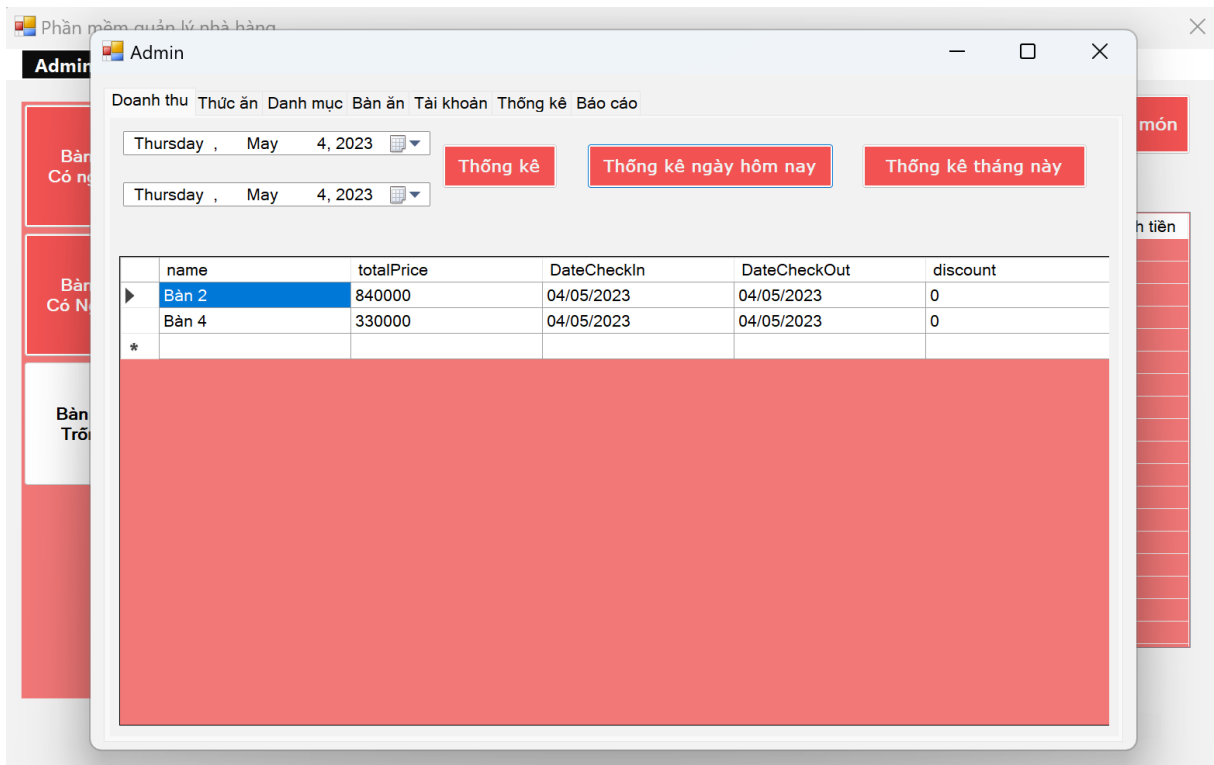 Phần mềm quản lý nhà hàng
Admin
Admin
Doanh thu Thức ăn Danh mục Bàn ăn Tài khoản Thống kê Báo cáo
món
Thursday , May 4, 2023
Thống kê
Thống kê ngày hôm nay
Thống kê tháng này
Thursday , May 4, 2023
Bàn
Có
Bàn
Có
Bàn
tiền
name totalPrice DateCheckIn DateCheckOut discount
Bàn 2 840000 04/05/2023 04/05/2023 0
Bàn 4 330000 04/05/2023 04/05/2023 0
*